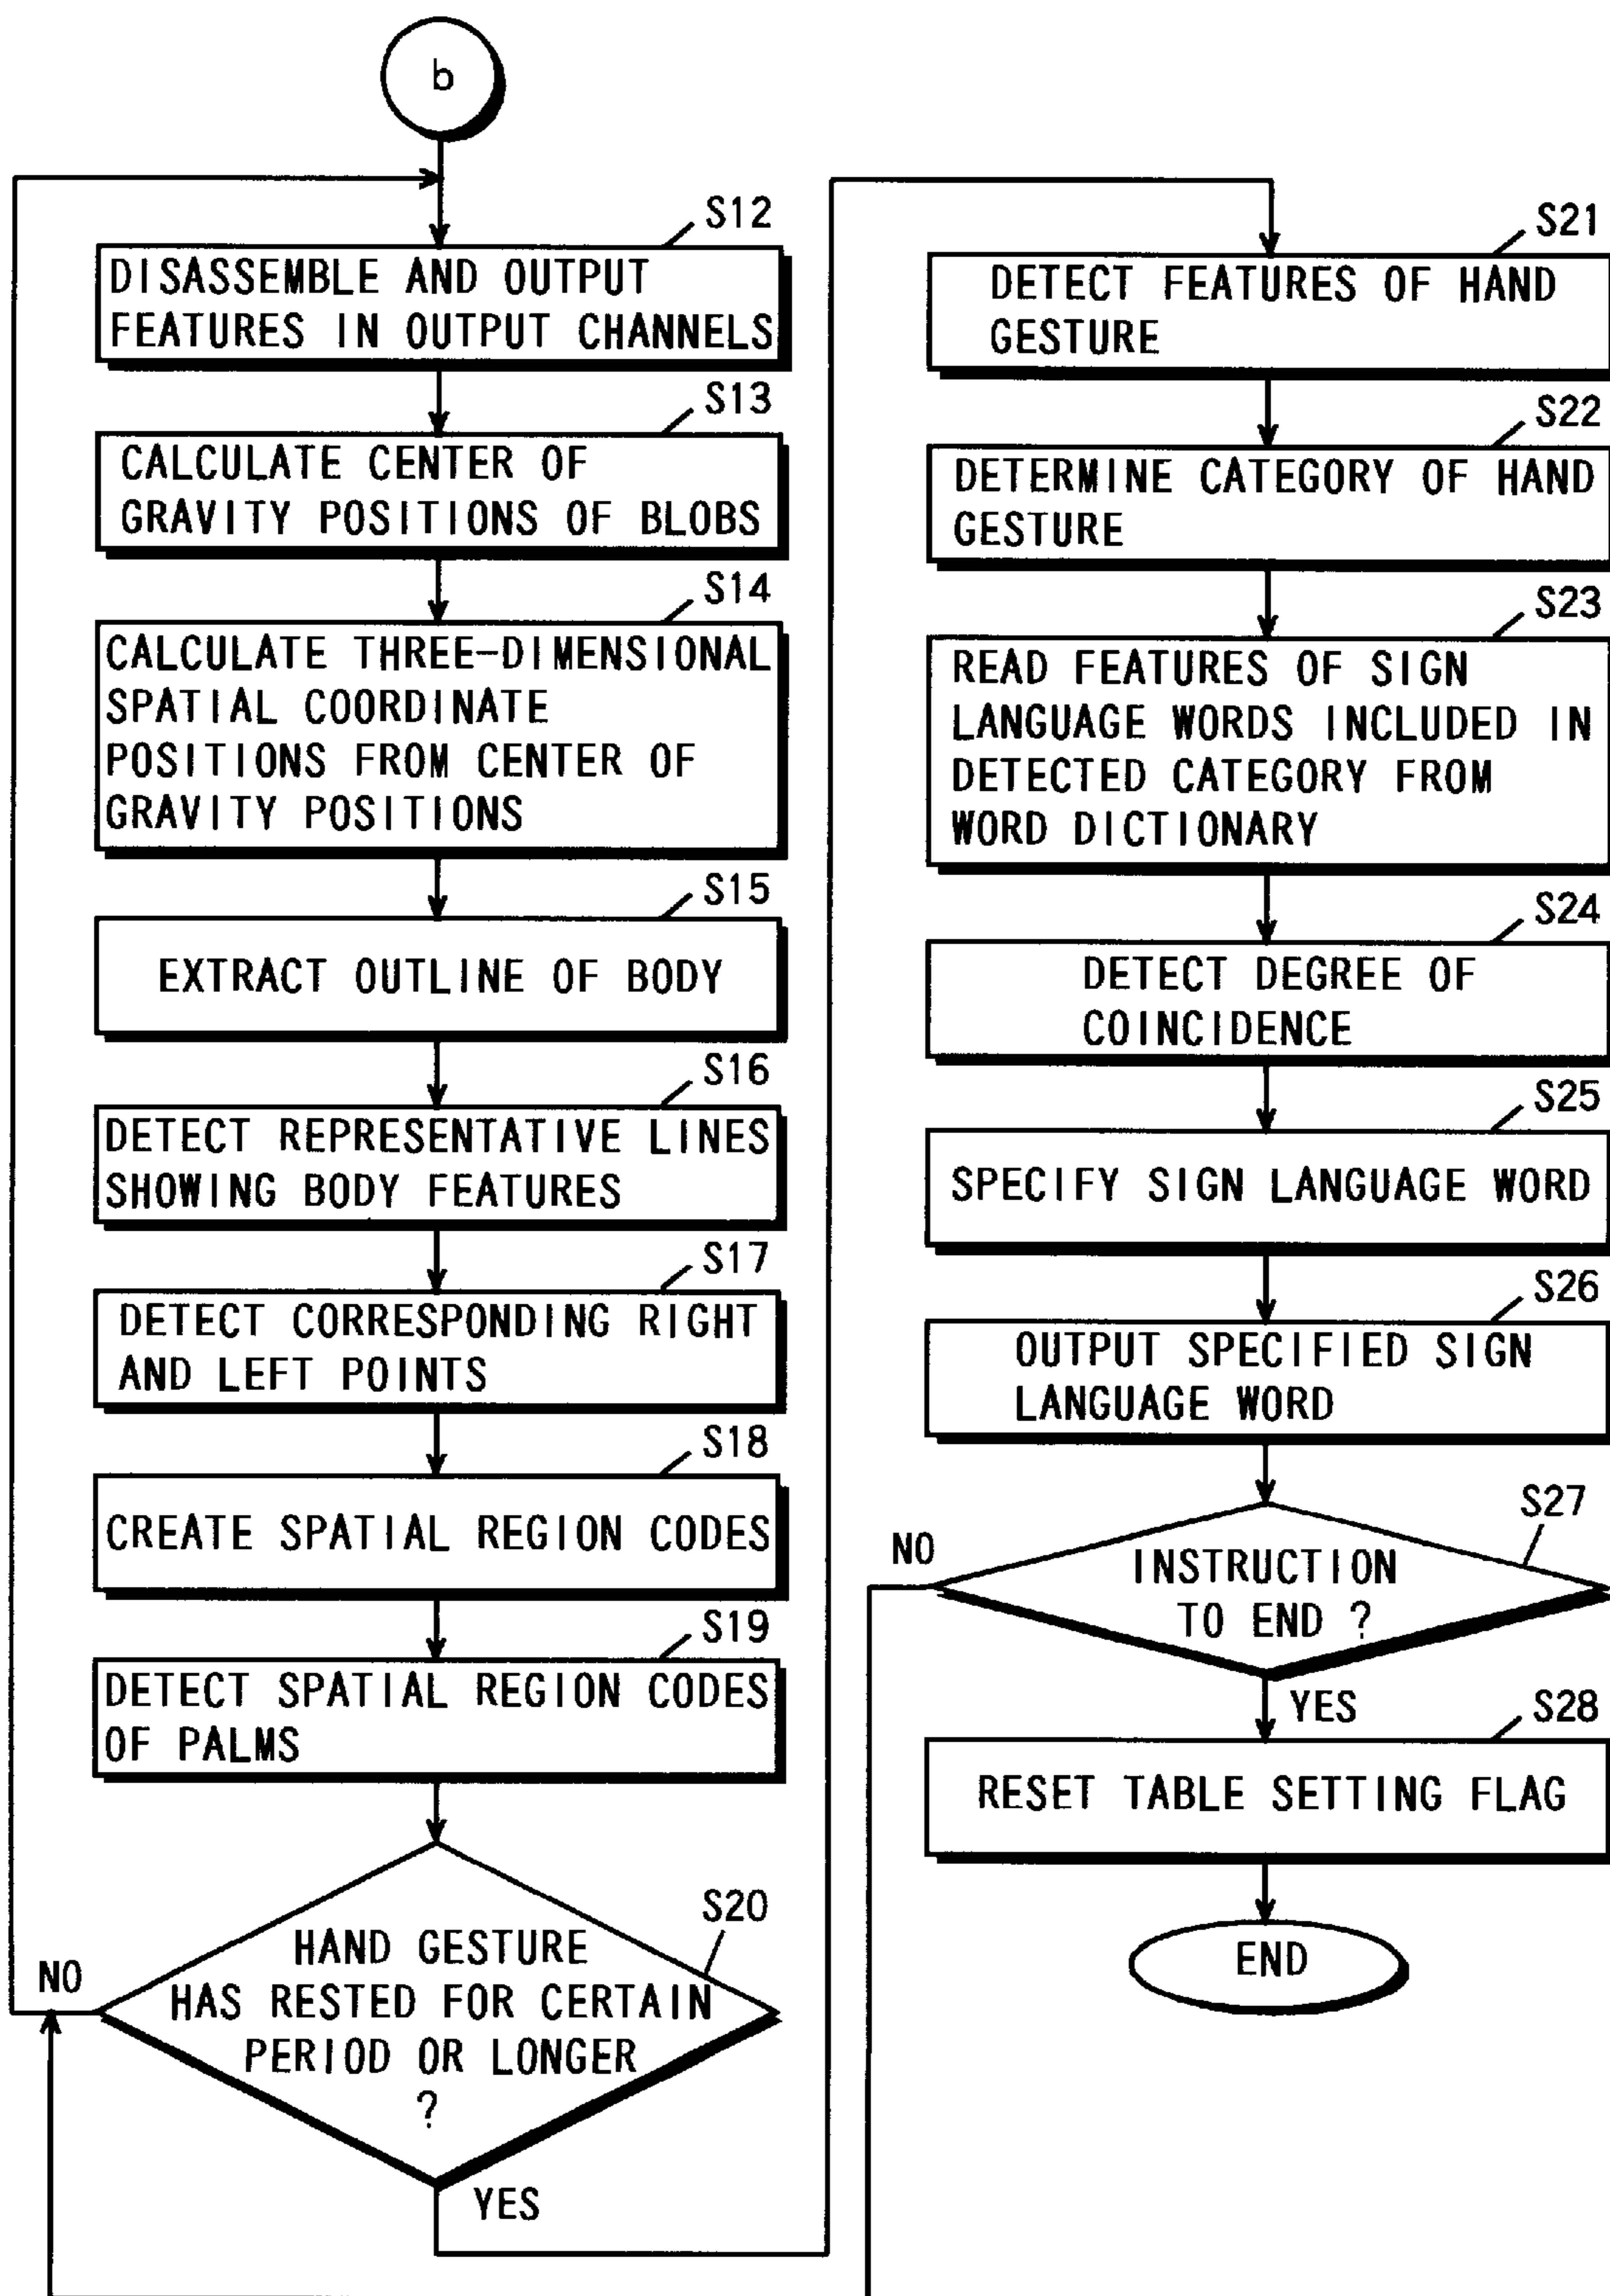 b
S12
DISASSEMBLE AND OUTPUT
FEATURES IN OUTPUT CHANNELS
S13
CALCULATE CENTER OF
GRAVITY POSITIONS OF BLOBS
S14
CALCULATE THREE-DIMENSIONAL
SPATIAL COORDINATE
POSITIONS FROM CENTER OF
GRAVITY POSITIONS
S15
EXTRACT OUTLINE OF BODY
S16
DETECT REPRESENTATIVE LINES
SHOWING BODY FEATURES
S17
DETECT CORRESPONDING RIGHT
AND LEFT POINTS
S18
CREATE SPATIAL REGION CODES
S19
DETECT SPATIAL REGION CODES
OF PALMS
S20
HAND GESTURE
HAS RESTED FOR CERTAIN
PERIOD OR LONGER
?
NO
YES
S21
DETECT FEATURES OF HAND
GESTURE
S22
DETERMINE CATEGORY OF HAND
GESTURE
S23
READ FEATURES OF SIGN
LANGUAGE WORDS INCLUDED IN
DETECTED CATEGORY FROM
WORD DICTIONARY
S24
DETECT DEGREE OF
COINCIDENCE
S25
SPECIFY SIGN LANGUAGE WORD
S26
OUTPUT SPECIFIED SIGN
LANGUAGE WORD
S27
NO
INSTRUCTION
TO END ?
YES
S28
RESET TABLE SETTING FLAG
END